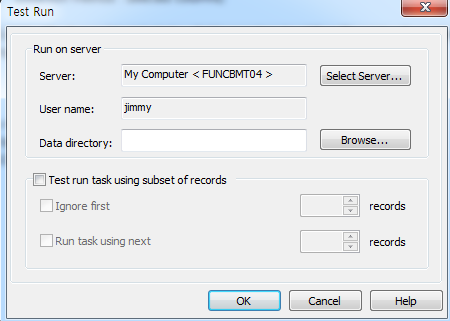 Test Run
Run on server
Server: My Computer < FUNCBMT04 > Select Server...
User name: jimmy
Data directory: Browse...
Test run task using subset of records
Ignore first records
Run task using next records
OK Cancel Help